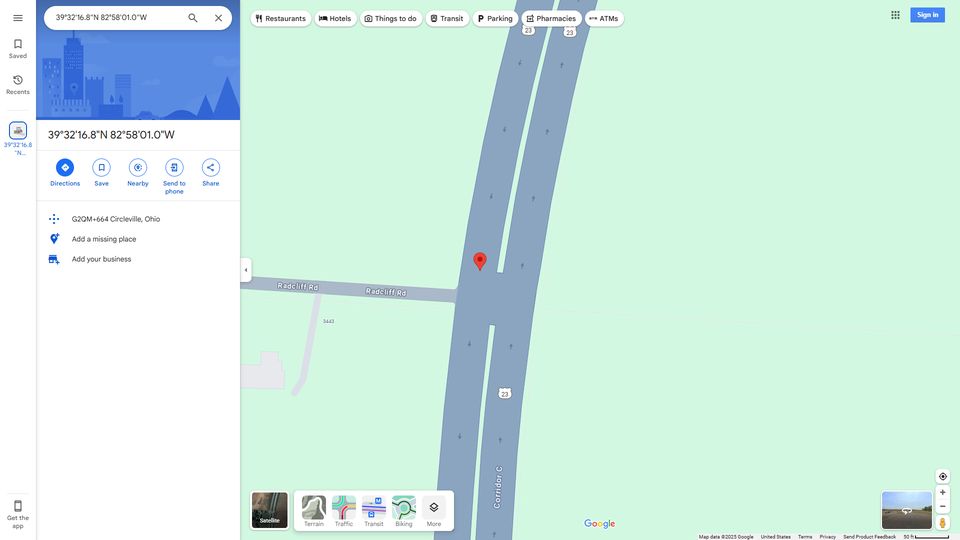 39°32'16.8"N 82°58'01.0"W
Restaurants
Hotels
Things to do
Transit
Parking
Pharmacies
ATMs
Sign in
Saved
Recents
39°32'16.8
"N...
39°32'16.8"N 82°58'01.0"W
Directions
Save
Nearby
Send to
phone
Share
G2QM+664 Circleville, Ohio
Add a missing place
Add your business
Get the
app
23
23
Radcliff Rd
Radcliff Rd
3443
23
Corridor C
Satellite
Terrain
Traffic
Transit
Biking
More
Google
Map data ©2025 Google
United States
Terms
Privacy
Send Product Feedback
50 ft